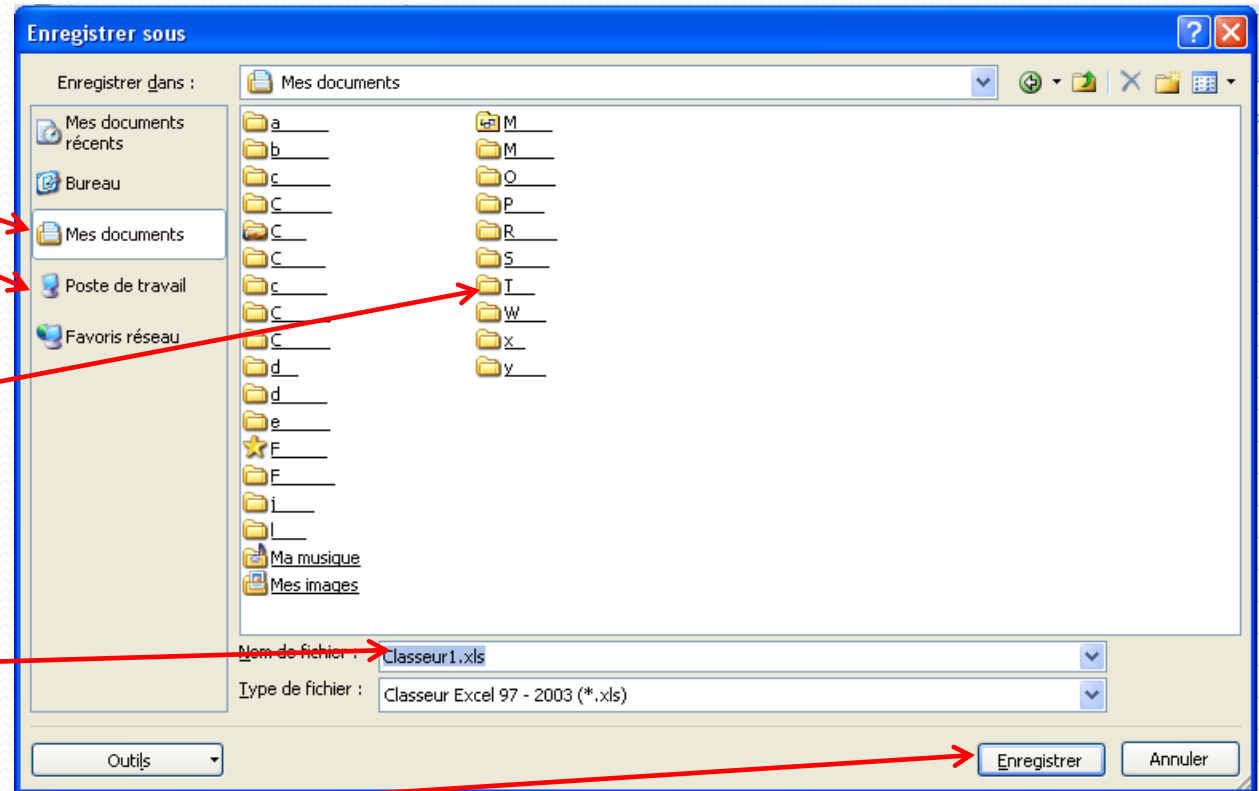 Enregistrer sous
Enregistrer dans :
Mes documents
Mes documents
récents
Bureau
Mes documents
Poste de travail
Favoris réseau
a
b
c
C
C
C
c
C
C
d
d
e
F
F
j
l
Ma musique
Mes images
M
M
O
P
R
S
T
W
x
y
Nom de fichier :
Classeur1.xls
Type de fichier :
Classeur Excel 97 - 2003 (*.xls)
Outils
Enregistrer
Annuler